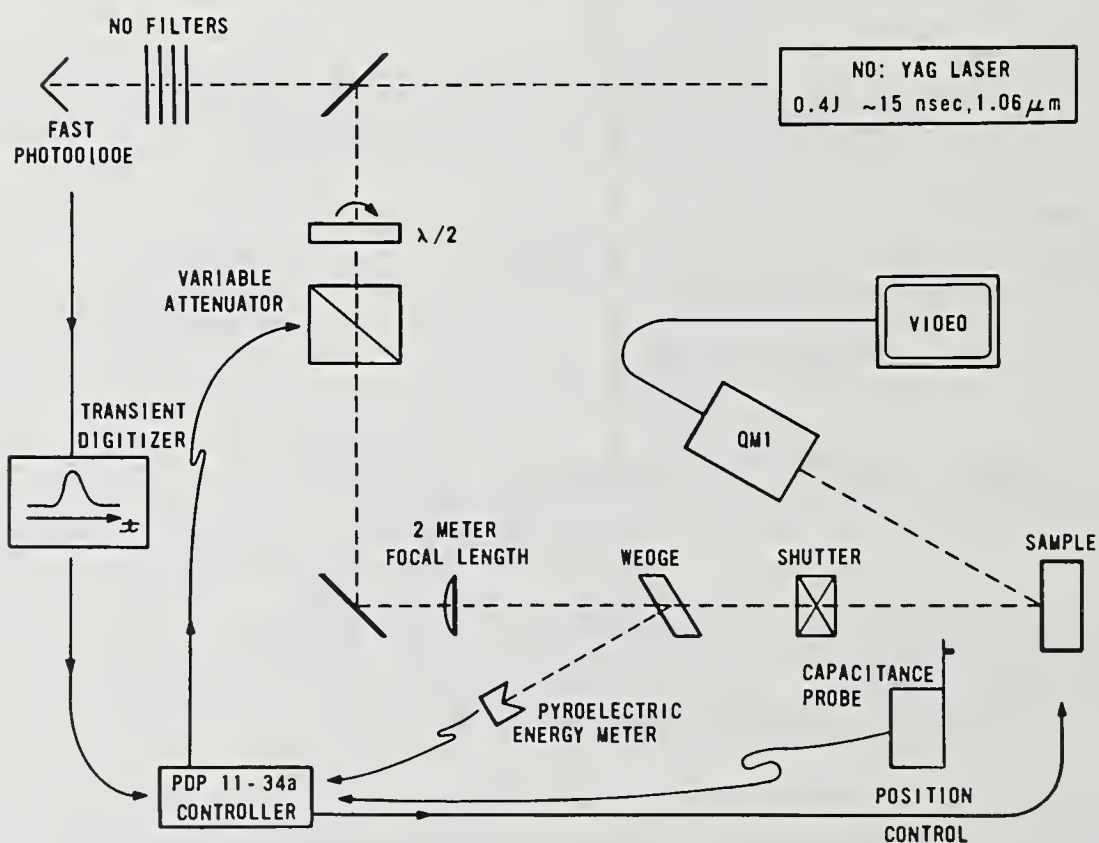 NO FILTERS
FAST
PHOTOOIOOE
NO: YAG LASER
0.4J ~15 nsec, 1.06 μm
λ/2
VARIABLE
ATTENUATOR
VIOEO
QM1
TRANSIENT
DIGITIZER
x
2 METER
FOCAL LENGTH
WEOGE
SHUTTER
SAMPLE
CAPACITANCE
PROBE
PYROELECTRIC
ENERGY METER
PDP 11-34a
CONTROLLER
POSITION
CONTROL